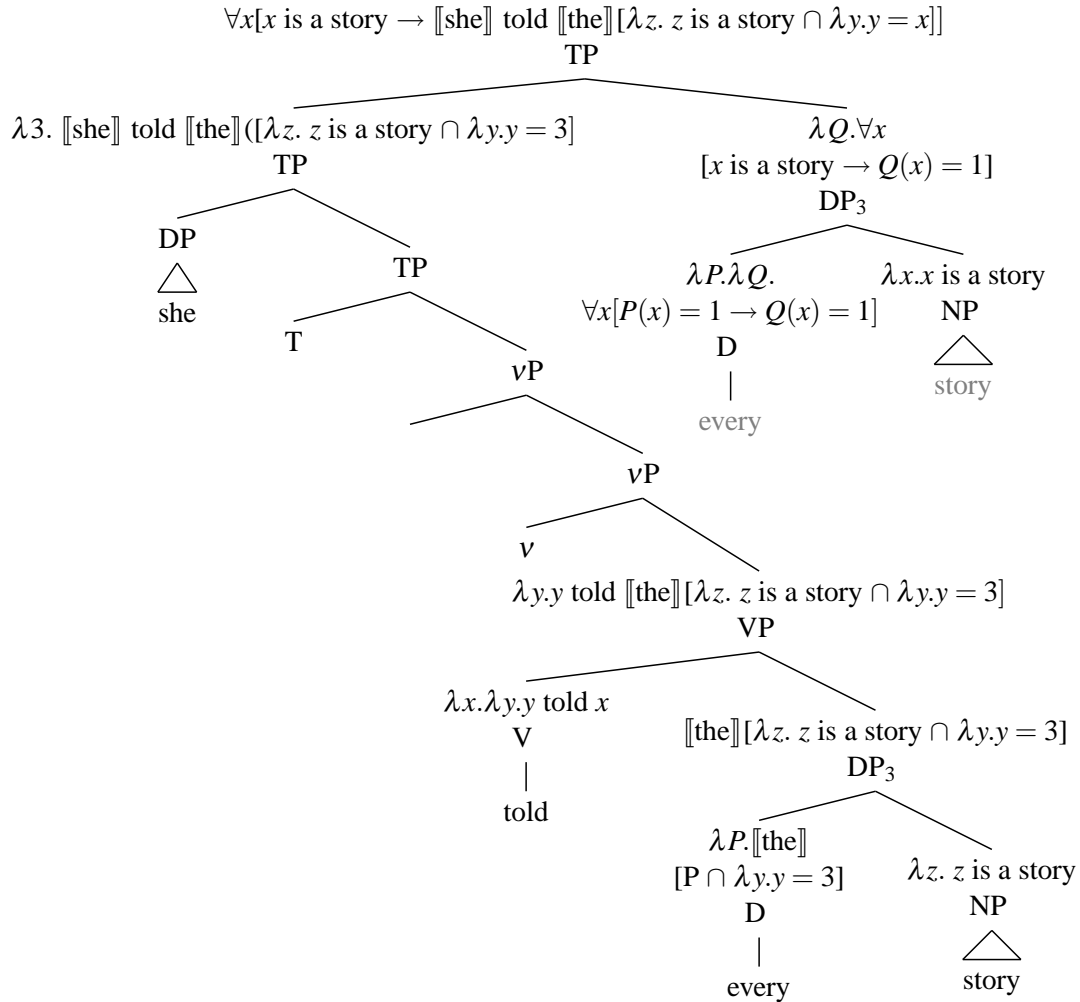 ∀x[x is a story → ⟦she⟧ told ⟦the⟧[λz. z is a story ∩ λy.y = x]]
TP
λ3. ⟦she⟧ told ⟦the⟧([λz. z is a story ∩ λy.y = 3]
TP
λQ.∀x
[x is a story → Q(x) = 1]
DP₃
DP
she
TP
λP.λQ.
∀x[P(x) = 1 → Q(x) = 1]
D
every
λx.x is a story
NP
story
T
vP
vP
v
λy.y told ⟦the⟧[λz. z is a story ∩ λy.y = 3]
VP
λx.λy.y told x
V
told
⟦the⟧[λz. z is a story ∩ λy.y = 3]
DP₃
λP.⟦the⟧
[P ∩ λy.y = 3]
D
every
λz. z is a story
NP
story